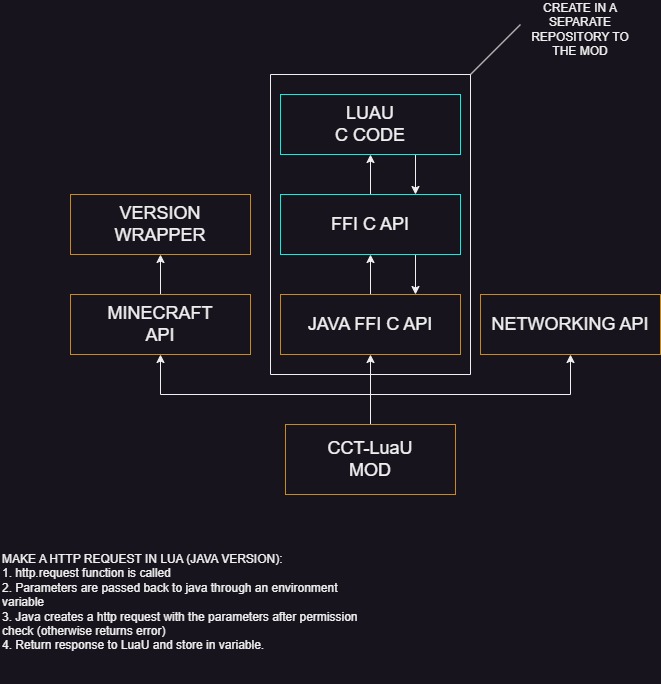 CREATE IN A
SEPARATE
REPOSITORY TO
THE MOD
LUAU
C CODE
VERSION
WRAPPER
FFI C API
MINECRAFT
API
JAVA FFI C API
NETWORKING API
CCT-LuaU
MOD
MAKE A HTTP REQUEST IN LUA (JAVA VERSION):
1. http.request function is called
2. Parameters are passed back to java through an environment
variable
3. Java creates a http request with the parameters after permission
check (otherwise returns error)
4. Return response to LuaU and store in variable.